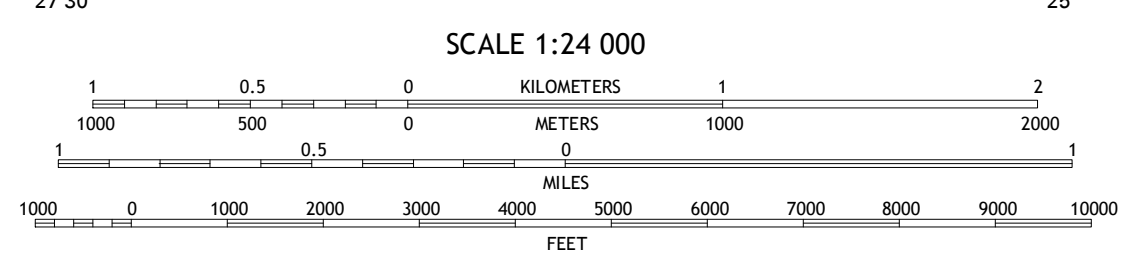 27'30" 25'
SCALE 1:24 000
1 0.5 0 KILOMETERS 1 2
1000 500 0 METERS 1000 2000
1 0.5 0 1
MILES
1000 0 1000 2000 3000 4000 5000 6000 7000 8000 9000 10000
FEET